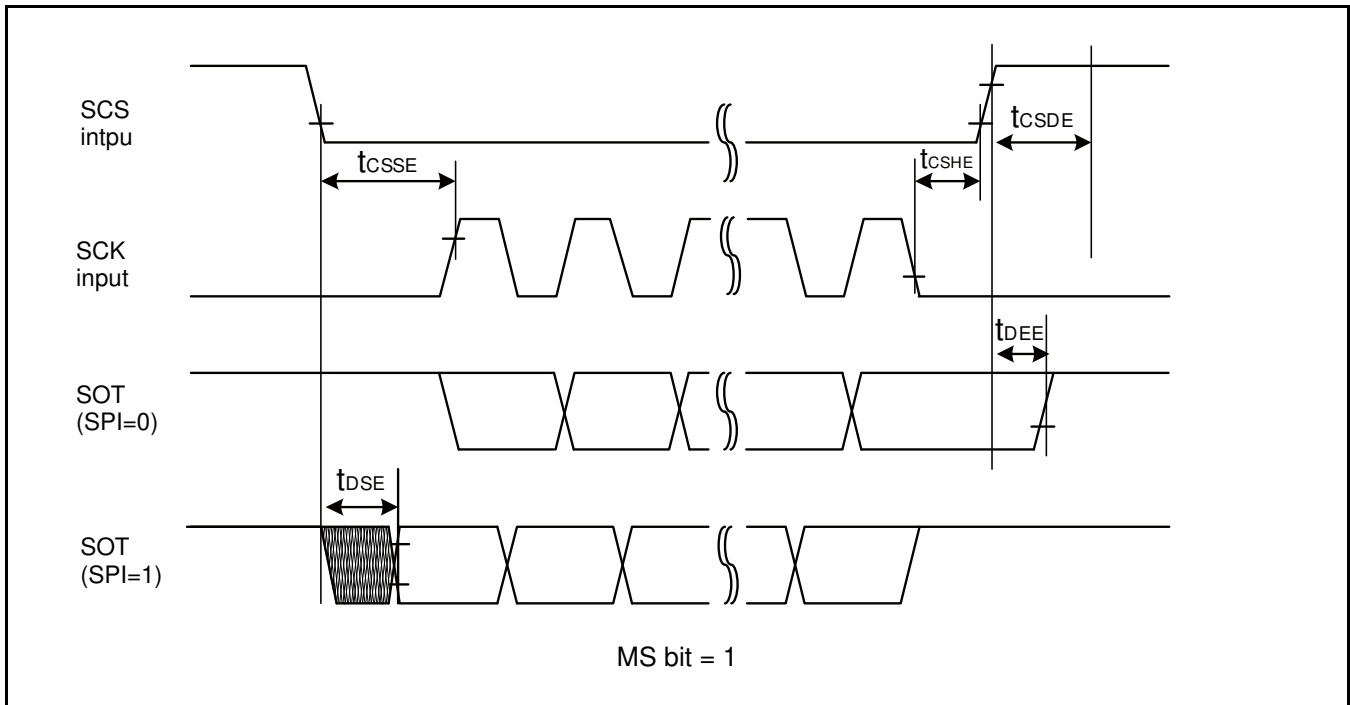 SCS
intpu
tCSDE
tCSSE
tCSHE
SCK
input
tDEE
SOT
(SPI=0)
tDSE
SOT
(SPI=1)
MS bit = 1